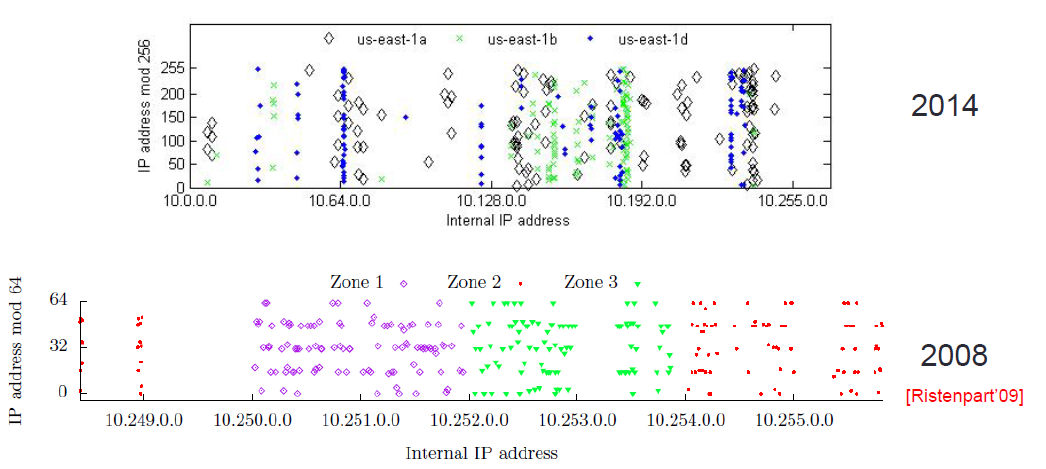 us-east-1a us-east-1b us-east-1d
IP address mod 256
255
200
150
100
50
0
10.0.0.0 10.64.0.0 10.128.0.0 10.192.0.0 10.255.0.0
Internal IP address
2014
Zone 1 Zone 2 Zone 3
IP address mod 64
64
32
0
10.249.0.0 10.250.0.0 10.251.0.0 10.252.0.0 10.253.0.0 10.254.0.0 10.255.0.0
Internal IP address
2008
[Ristenpart'09]